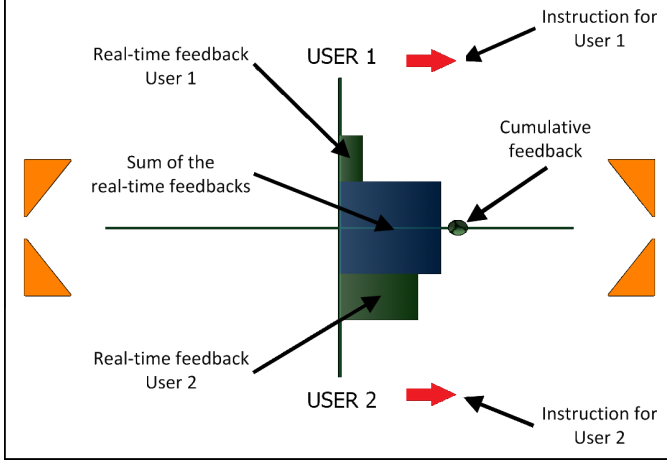 Instruction for
User 1
Real-time feedback
User 1
USER 1
Cumulative
feedback
Sum of the
real-time feedbacks
Real-time feedback
User 2
USER 2
Instruction for
User 2